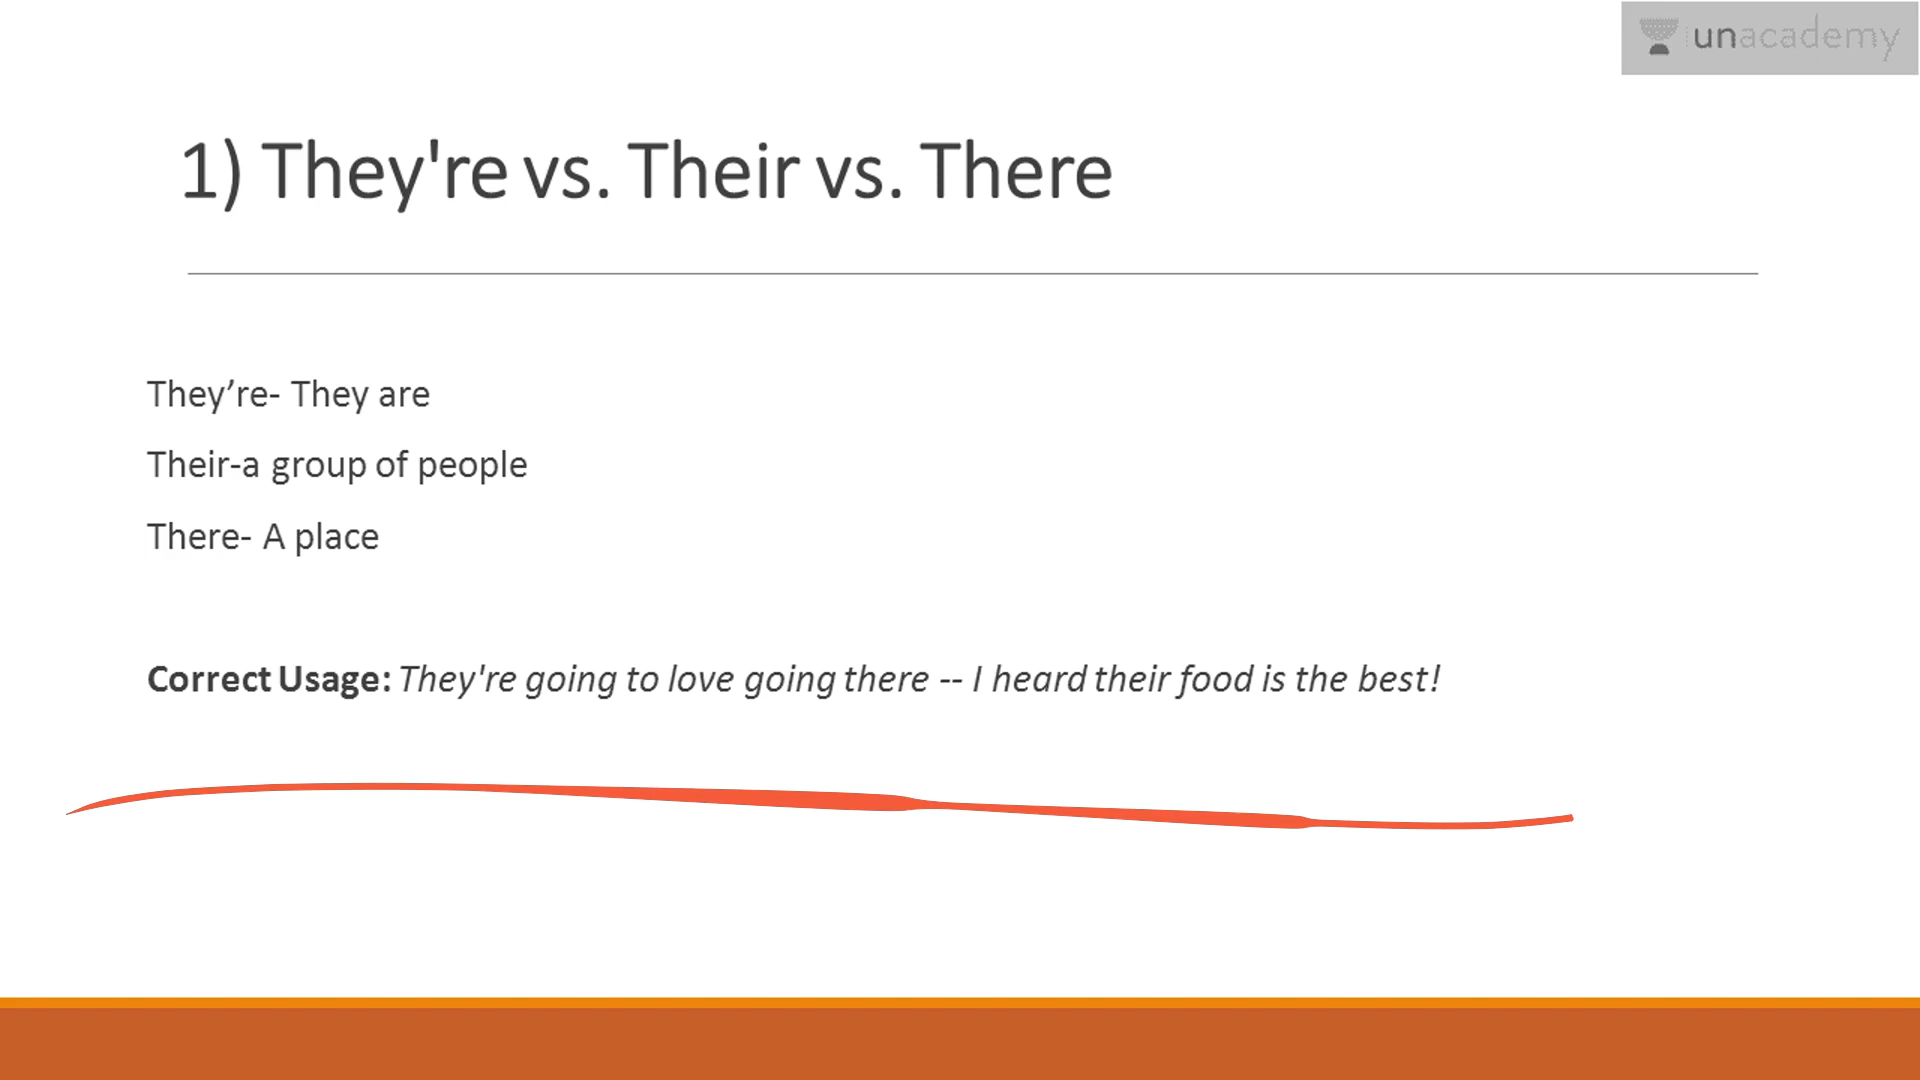 unacademy
1) They're vs. Their vs. There
They’re- They are
Their-a group of people
There- A place
Correct Usage: They're going to love going there -- I heard their food is the best!